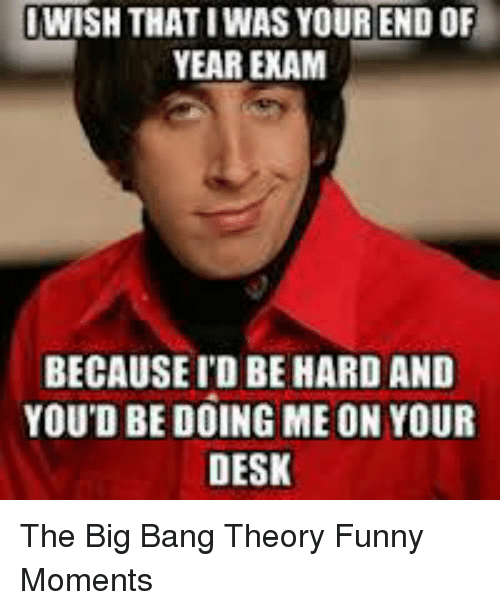 I WISH THAT I WAS YOUR END OF
YEAR EXAM
BECAUSE I'D BE HARD AND
YOU'D BE DOING ME ON YOUR
DESK
The Big Bang Theory Funny
Moments